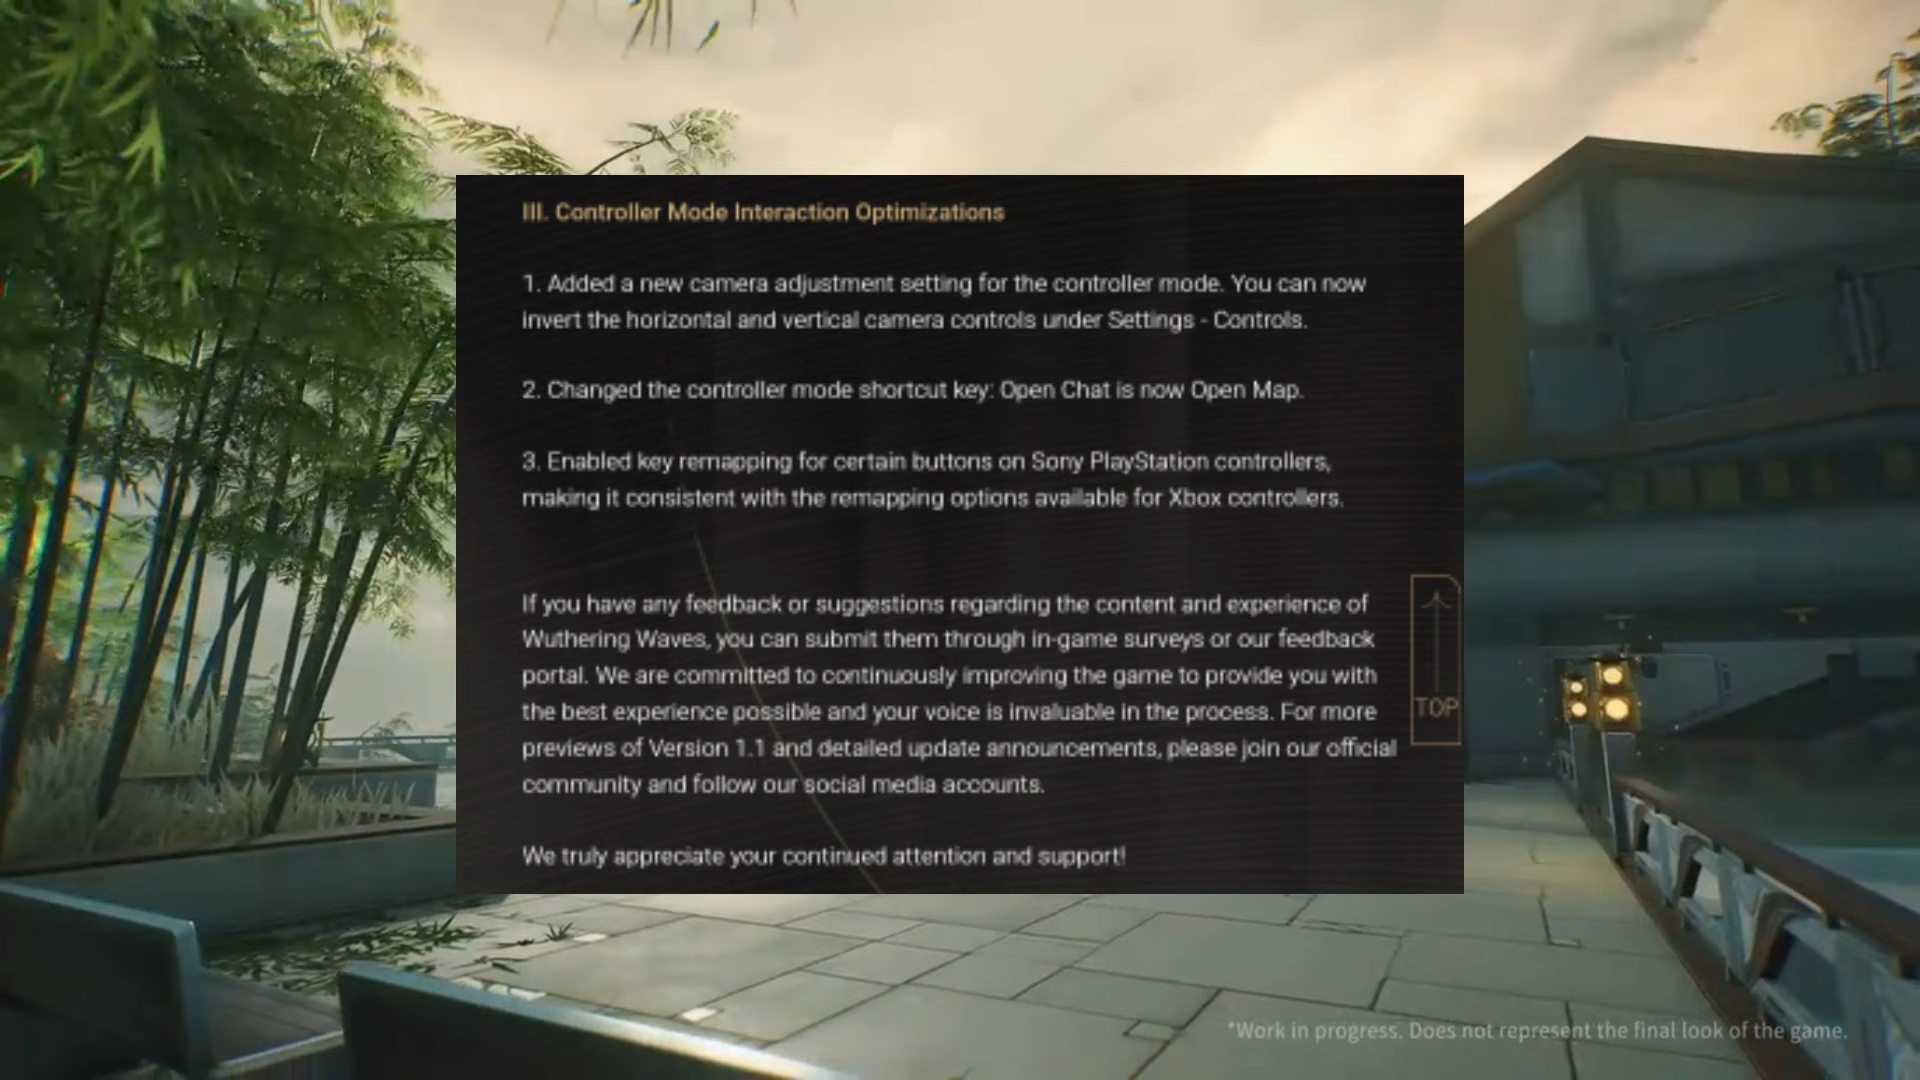 III. Controller Mode Interaction Optimizations
1. Added a new camera adjustment setting for the controller mode. You can now
invert the horizontal and vertical camera controls under Settings - Controls.
2. Changed the controller mode shortcut key: Open Chat is now Open Map.
3. Enabled key remapping for certain buttons on Sony PlayStation controllers,
making it consistent with the remapping options available for Xbox controllers.
If you have any feedback or suggestions regarding the content and experience of
Wuthering Waves, you can submit them through in-game surveys or our feedback
portal. We are committed to continuously improving the game to provide you with
the best experience possible and your voice is invaluable in the process. For more
previews of Version 1.1 and detailed update announcements, please join our official
community and follow our social media accounts.
We truly appreciate your continued attention and support!
TOP
*Work in progress. Does not represent the final look of the game.